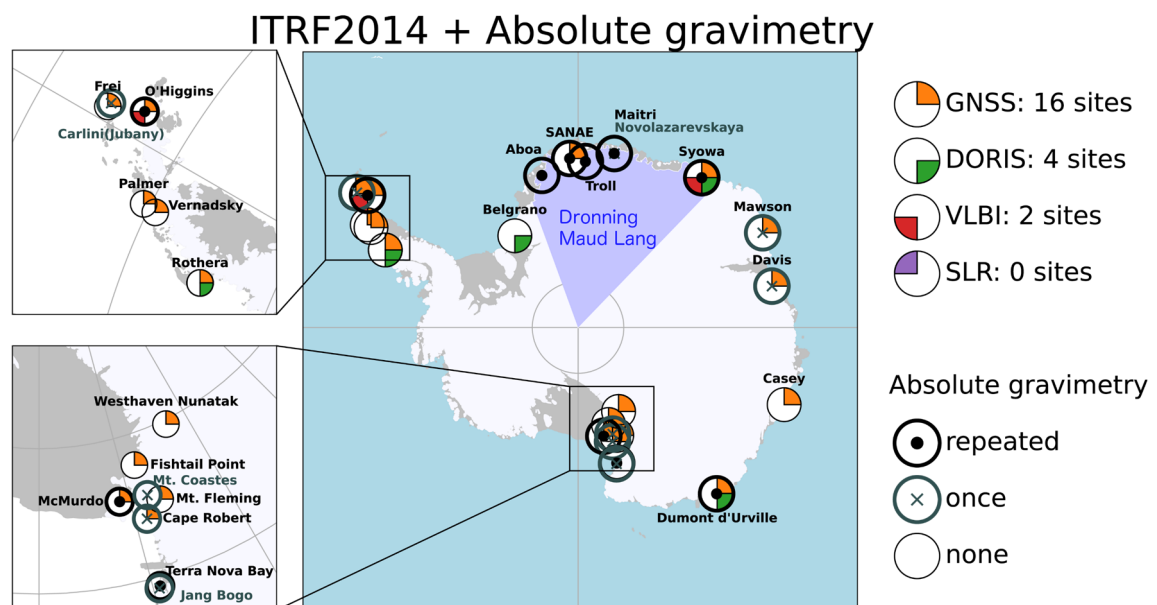 ITRF2014 + Absolute gravimetry
Frei
O'Higgins
Carlini(Jubany)
Palmer
Vernadsky
Rothera
Maitri
Novolazarevskaya
SANAE
Aboa
Troll
Syowa
Belgrano
Dronning
Maud Lang
Mawson
Davis
Casey
Dumont d'Urville
Westhaven Nunatak
Fishtail Point
Mt. Coastes
McMurdo
Mt. Fleming
Cape Robert
Terra Nova Bay
Jang Bogo
GNSS: 16 sites
DORIS: 4 sites
VLBI: 2 sites
SLR: 0 sites
Absolute gravimetry
repeated
once
none